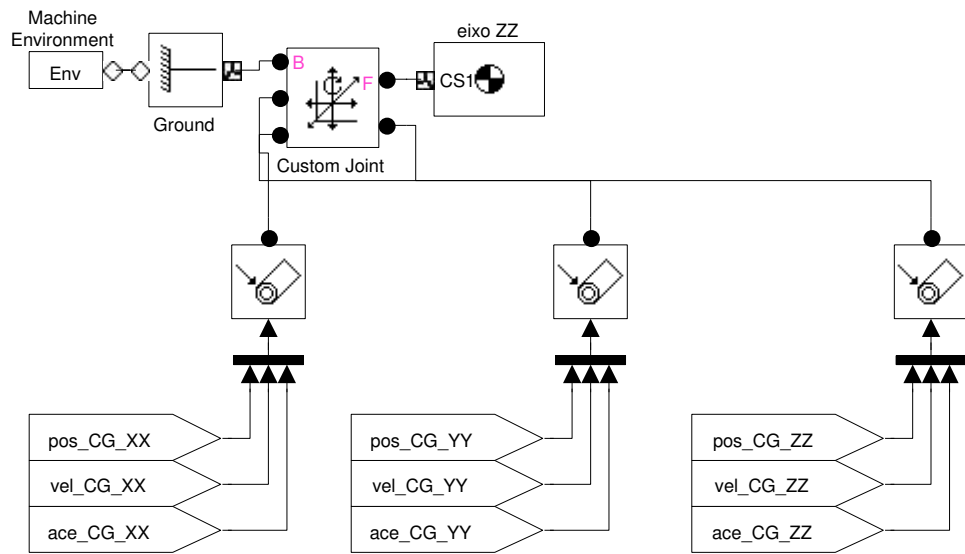 Machine
Environment
Env
Ground
B
F
Custom Joint
eixo ZZ
CS1
pos_CG_XX
vel_CG_XX
ace_CG_XX
pos_CG_YY
vel_CG_YY
ace_CG_YY
pos_CG_ZZ
vel_CG_ZZ
ace_CG_ZZ